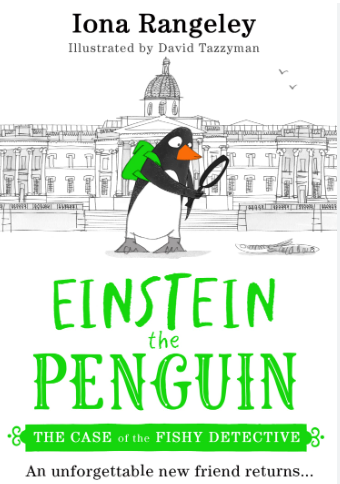 Iona Rangeley
Illustrated by David Tazzyman
EINSTEIN
the
PENGUIN
THE CASE of the FISHY DETECTIVE
An unforgettable new friend returns...